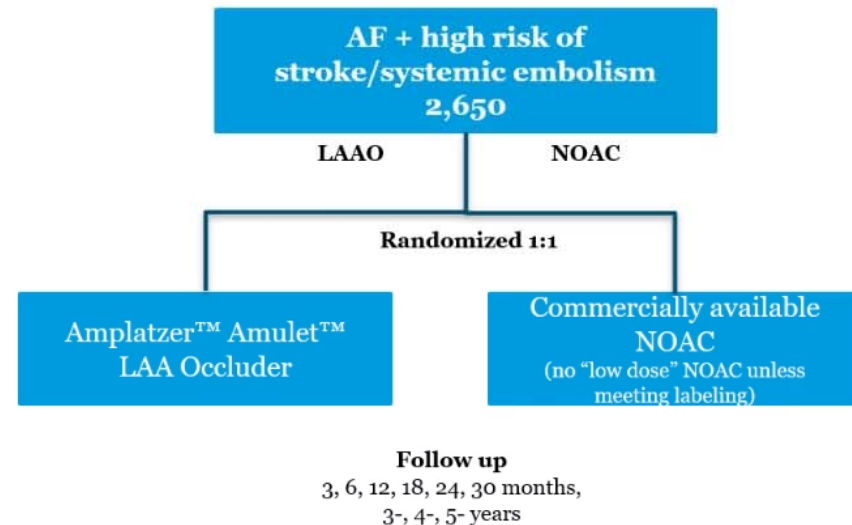 AF + high risk of
stroke/systemic embolism
2,650
LAAO
NOAC
Randomized 1:1
Amplatzer™ Amulet™
LAA Occluder
Commercially available
NOAC
(no “low dose” NOAC unless
meeting labeling)
Follow up
3, 6, 12, 18, 24, 30 months,
3-, 4-, 5- years